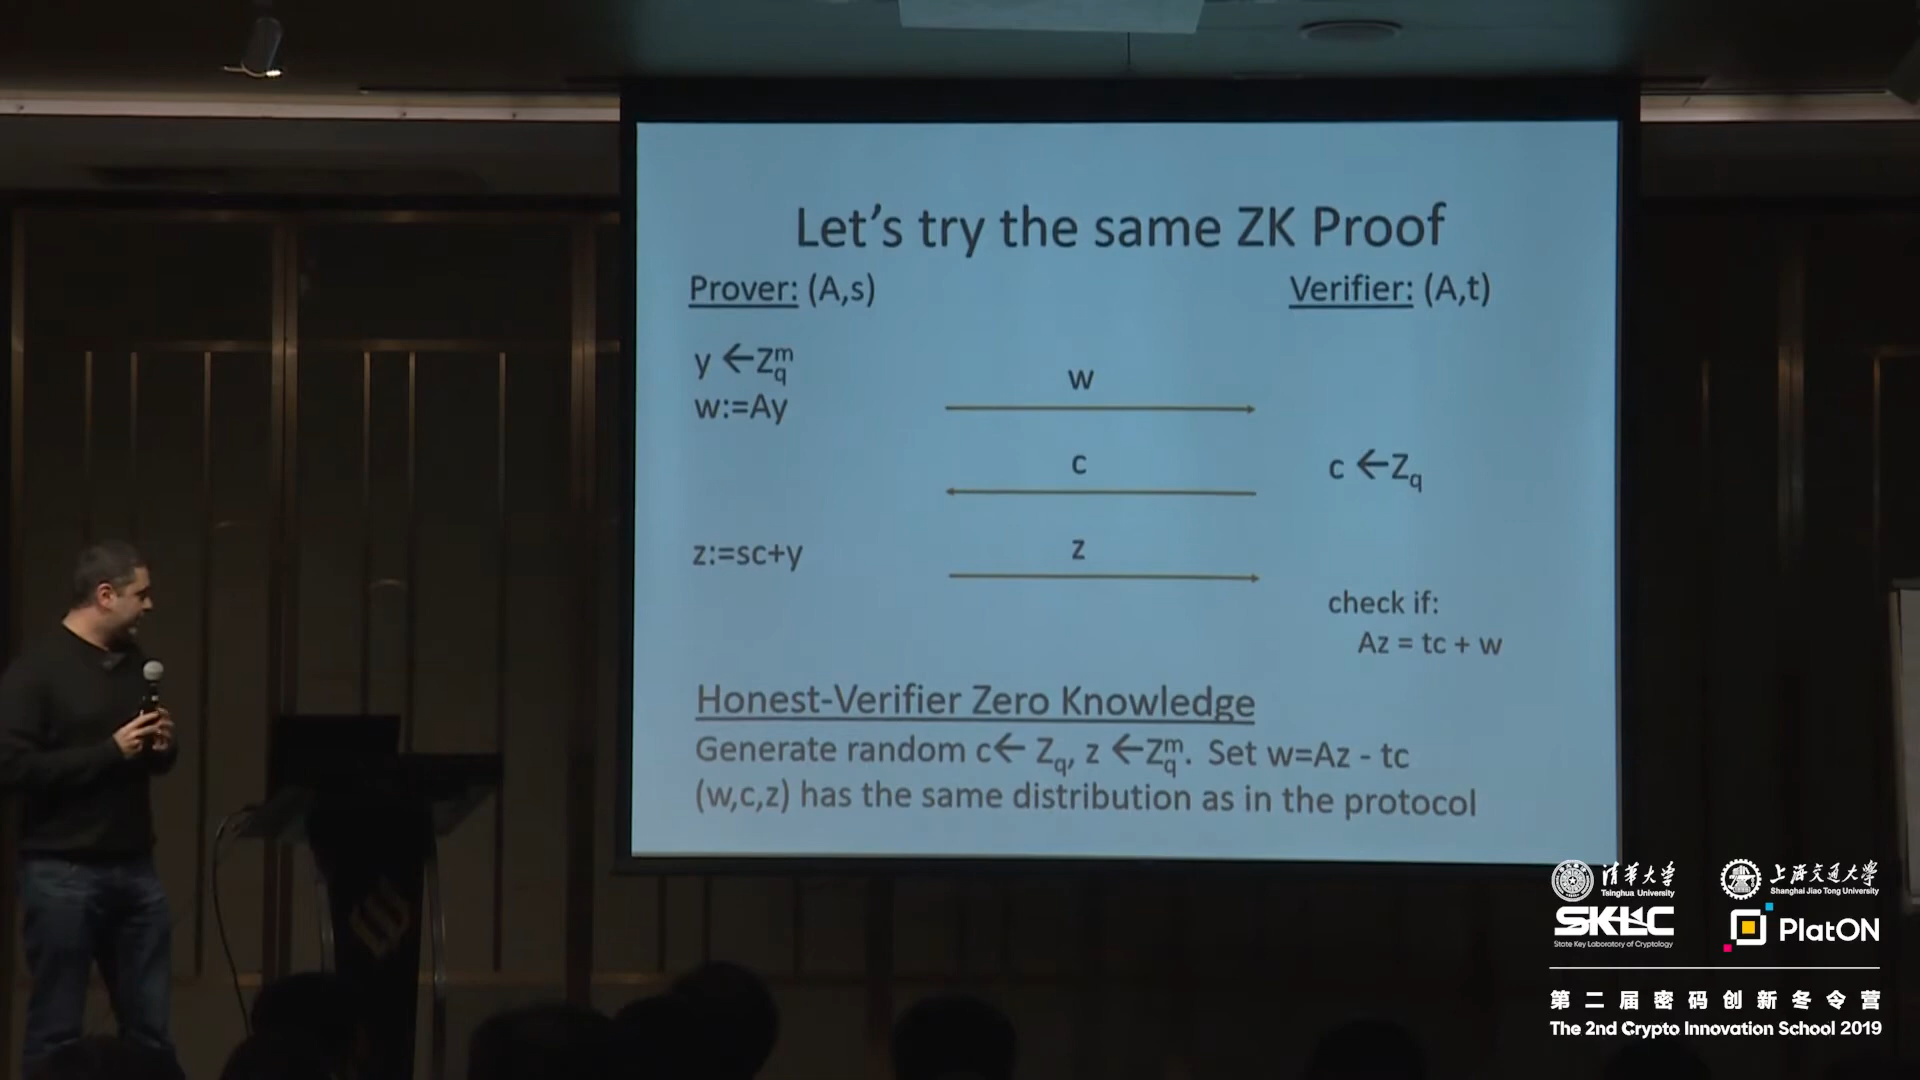 Let's try the same ZK Proof
Prover: (A,s)
Verifier: (A,t)
y ←Z_q^m
w:=Ay
w
c
c ←Z_q
z:=sc+y
z
check if:
Az = tc + w
Honest-Verifier Zero Knowledge
Generate random c← Z_q, z ←Z_q^m. Set w=Az - tc
(w,c,z) has the same distribution as in the protocol
清华大学
Tsinghua University
上海交通大学
Shanghai Jiao Tong University
SKLC
State Key Laboratory of Cryptology
PlatON
第二届密码创新冬令营
The 2nd Crypto Innovation School 2019